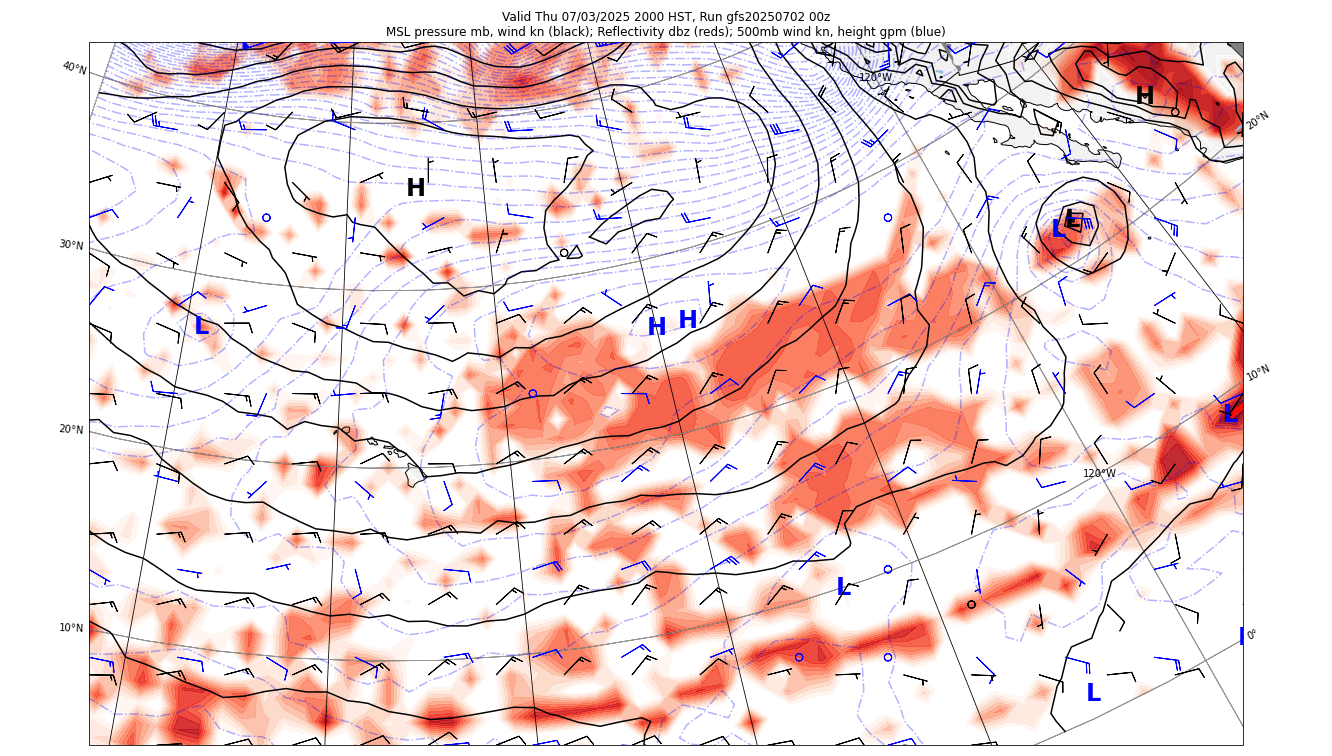 Valid Thu 07/03/2025 2000 HST, Run gfs20250702 00z
MSL pressure mb, wind kn (black); Reflectivity dbz (reds); 500mb wind kn, height gpm (blue)
40°N
120°W
H
20°N
H
30°N
L
L
L
H
H
10°N
L
20°N
120°W
L
10°N
0°
L